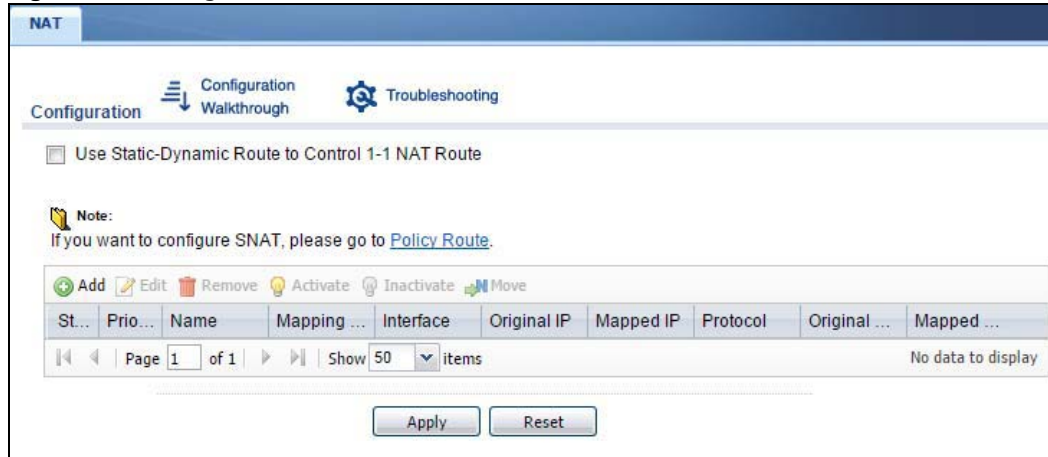 NAT
Configuration
Configuration Walkthrough
Troubleshooting
Use Static-Dynamic Route to Control 1-1 NAT Route
Note:
If you want to configure SNAT, please go to Policy Route.
Add Edit Remove Activate Inactivate Move
St... Prio... Name Mapping ... Interface Original IP Mapped IP Protocol Original ... Mapped ...
Page 1 of 1 Show 50 items No data to display
Apply Reset